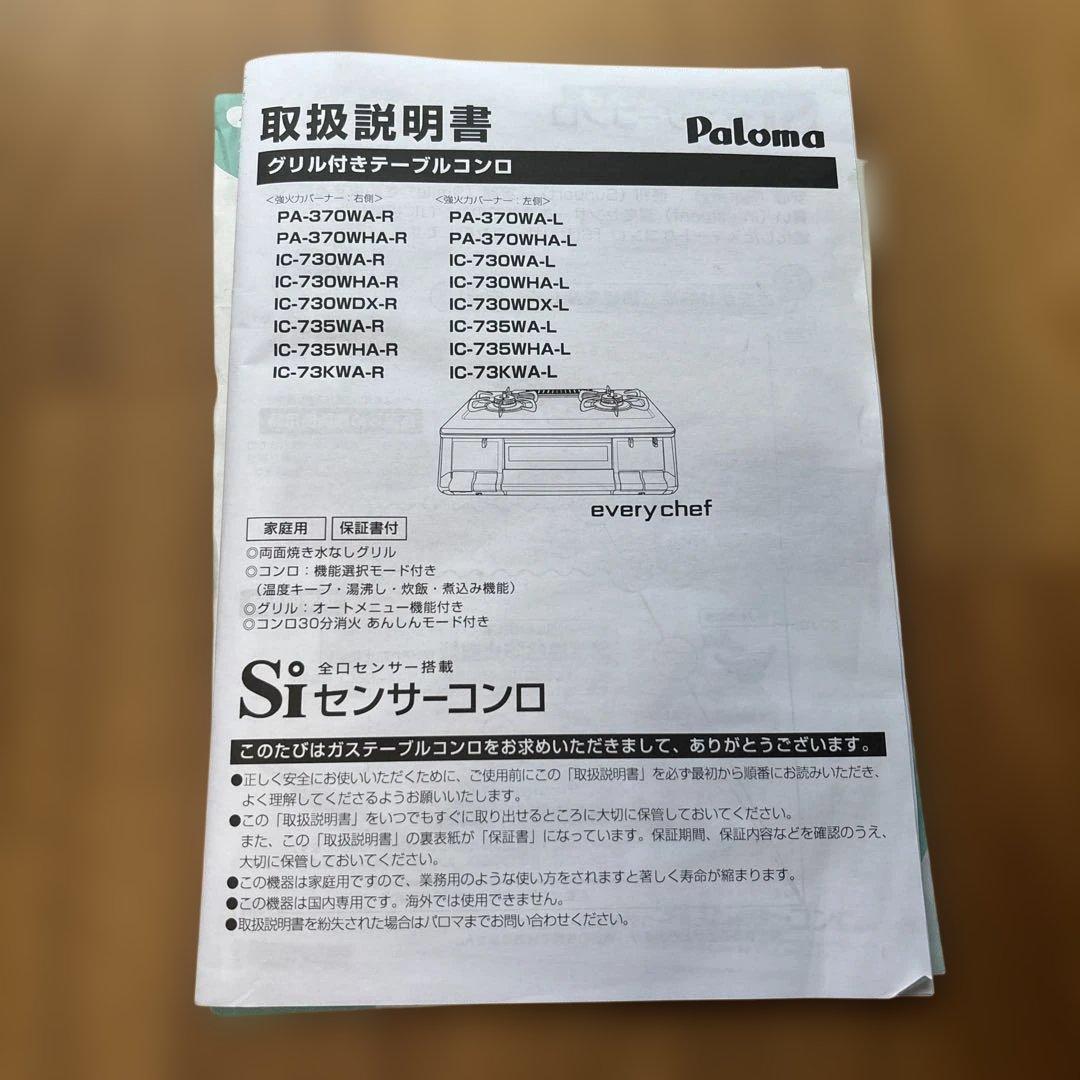 取扱説明書
Paloma
グリル付きテーブルコンロ
＜強火力バーナー：右側＞ ＜強火力バーナー：左側＞
PA-370WA-R PA-370WA-L
PA-370WHA-R PA-370WHA-L
IC-730WA-R IC-730WA-L
IC-730WHA-R IC-730WHA-L
IC-730WDX-R IC-730WDX-L
IC-735WA-R IC-735WA-L
IC-735WHA-R IC-735WHA-L
IC-73KWA-R IC-73KWA-L
every chef
家庭用 保証書付
◎両面焼き水なしグリル
◎コンロ：機能選択モード付き
（温度キープ・湯沸し・炊飯・煮込み機能）
◎グリル：オートメニュー機能付き
◎コンロ30分消火 あんしんモード付き
全口センサー搭載
Siセンサーコンロ
このたびはガステーブルコンロをお求めいただきまして、ありがとうございます。
●正しく安全にお使いいただくために、ご使用前にこの「取扱説明書」を必ず最初から順番にお読みいただき、
よく理解してくださるようお願いいたします。
●この「取扱説明書」をいつでもすぐに取り出せるところに大切に保管しておいてください。
また、この「取扱説明書」の裏表紙が「保証書」になっています。保証期間、保証内容などを確認のうえ、
大切に保管しておいてください。
●この機器は家庭用ですので、業務用のような使い方をされますと著しく寿命が縮まります。
●この機器は国内専用です。海外では使用できません。
●取扱説明書を紛失された場合はパロマまでお問い合わせください。